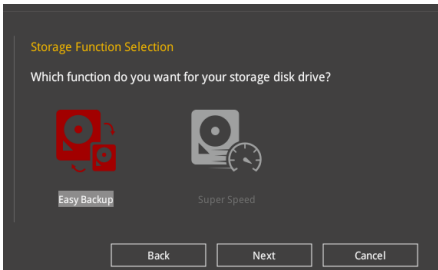 Storage Function Selection
Which function do you want for your storage disk drive?
Easy Backup
Super Speed
Back
Next
Cancel